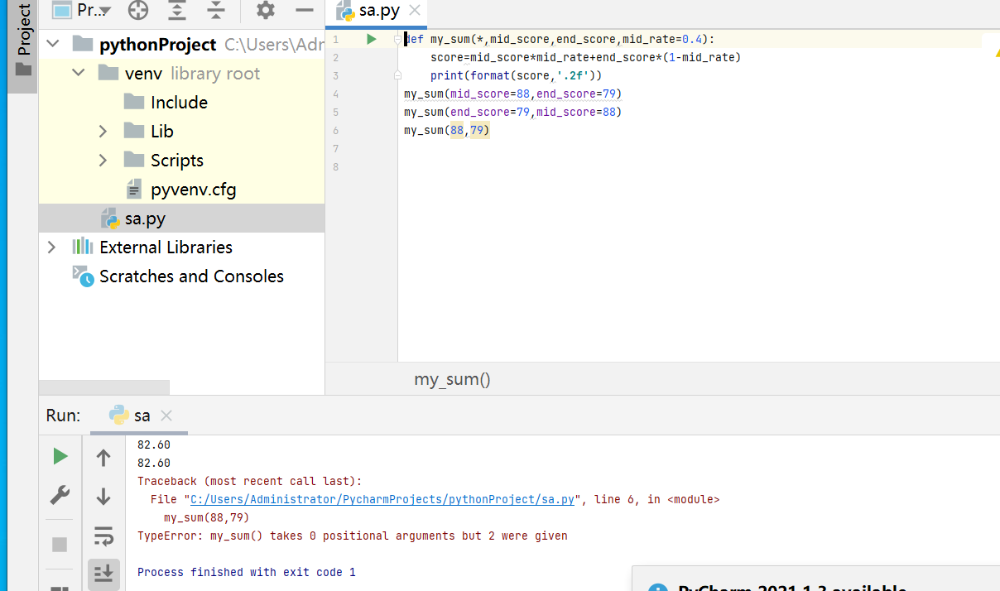 Project
Pr...
sa.py
pythonProject C:\Users\Adr
venv library root
Include
Lib
Scripts
pyvenv.cfg
sa.py
External Libraries
Scratches and Consoles
1 def my_sum(*,mid_score,end_score,mid_rate=0.4):
2 score=mid_score*mid_rate+end_score*(1-mid_rate)
3 print(format(score,'.2f'))
4 my_sum(mid_score=88,end_score=79)
5 my_sum(end_score=79,mid_score=88)
6 my_sum(88,79)
7
8
my_sum()
Run: sa
82.60
82.60
Traceback (most recent call last):
File "C:/Users/Administrator/PycharmProjects/pythonProject/sa.py", line 6, in <module>
my_sum(88,79)
TypeError: my_sum() takes 0 positional arguments but 2 were given
Process finished with exit code 1
PyCharm 2021.1.3 available